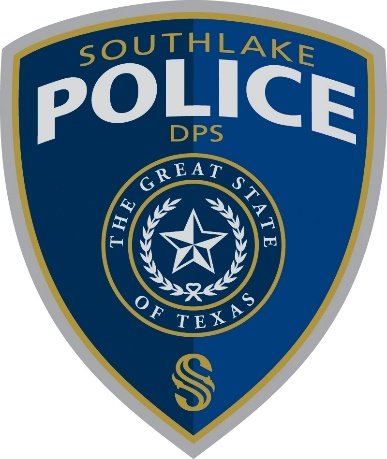 SOUTHLAKE
POLICE
DPS
THE GREAT STATE
OF TEXAS
S